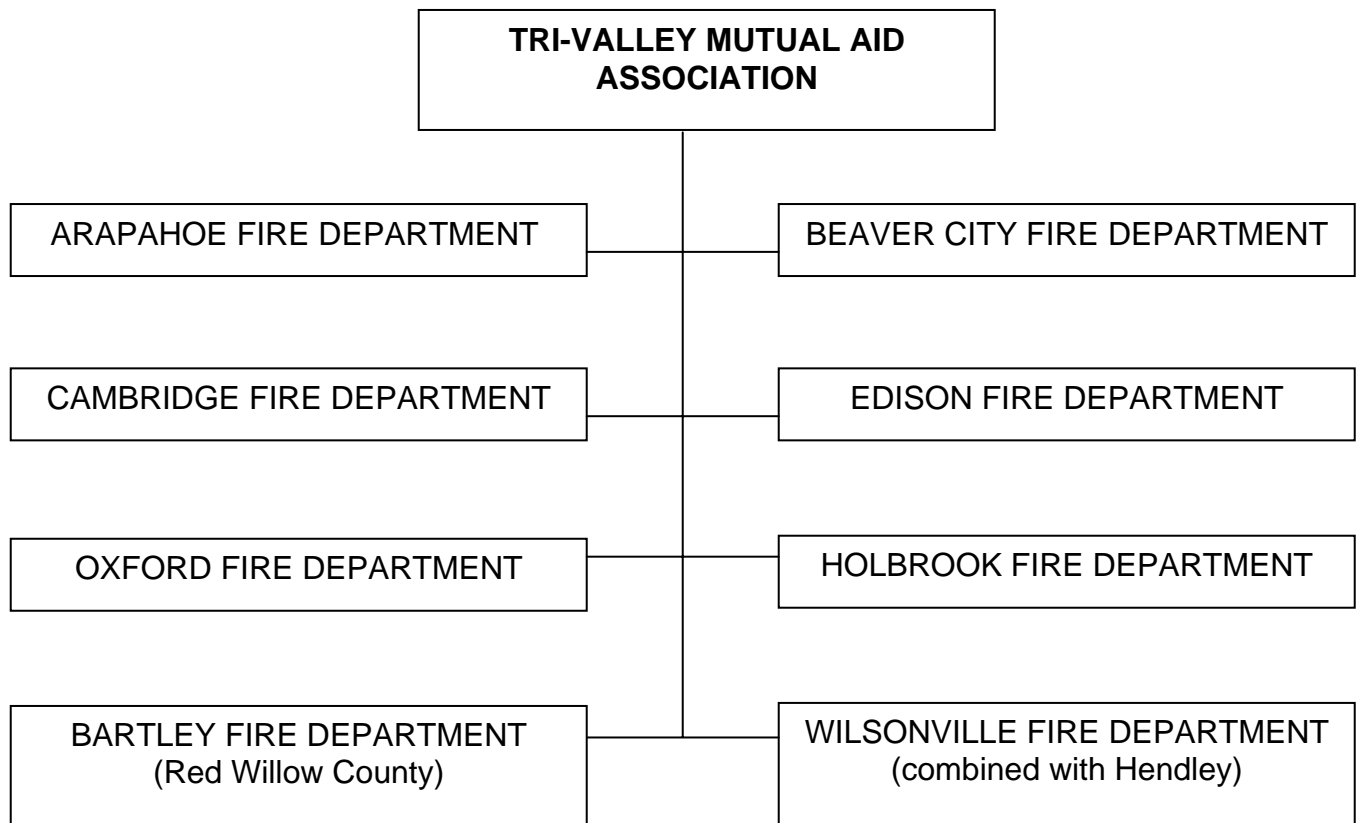 TRI-VALLEY MUTUAL AID
ASSOCIATION
ARAPAHOE FIRE DEPARTMENT
BEAVER CITY FIRE DEPARTMENT
CAMBRIDGE FIRE DEPARTMENT
EDISON FIRE DEPARTMENT
OXFORD FIRE DEPARTMENT
HOLBROOK FIRE DEPARTMENT
BARTLEY FIRE DEPARTMENT
(Red Willow County)
WILSONVILLE FIRE DEPARTMENT
(combined with Hendley)